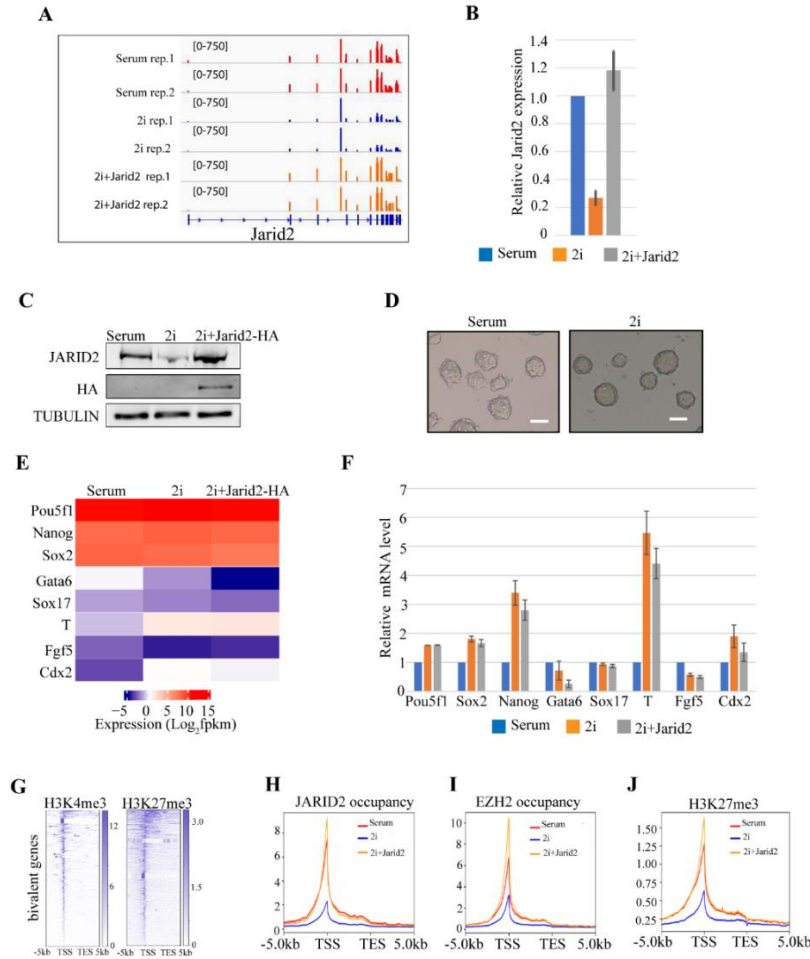 A
Serum rep.1 [0-750]
Serum rep.2 [0-750]
2i rep.1 [0-750]
2i rep.2 [0-750]
2i+Jarid2 rep.1 [0-750]
2i+Jarid2 rep.2 [0-750]
Jarid2
B
Relative Jarid2 expression
1.4
1.2
1.0
0.8
0.6
0.4
0.2
0
Serum 2i 2i+Jarid2
C
Serum 2i 2i+Jarid2-HA
JARID2
HA
TUBULIN
D
Serum 2i
E
Serum 2i 2i+Jarid2-HA
Pou5f1
Nanog
Sox2
Gata6
Sox17
T
Fgf5
Cdx2
−5 0 5 10 15
Expression (Log2fpkm)
F
Relative mRNA level
7
6
5
4
3
2
1
0
Pou5f1 Sox2 Nanog Gata6 Sox17 T Fgf5 Cdx2
Serum 2i 2i+Jarid2
G
H3K4me3 H3K27me3
bivalent genes
12
6
0
3.0
1.5
0
-5kb TSS TES 5kb -5kb TSS TES 5kb
H
JARID2 occupancy
8
6
4
2
0
Serum
2i
2i+Jarid2
-5.0kb TSS TES 5.0kb
I
EZH2 occupancy
10
8
6
4
2
0
Serum
2i
2i+Jarid2
-5.0kb TSS TES 5.0kb
J
H3K27me3
1.50
1.25
1.00
0.75
0.50
0.25
Serum
2i
2i+Jarid2
-5.0kb TSS TES 5.0kb